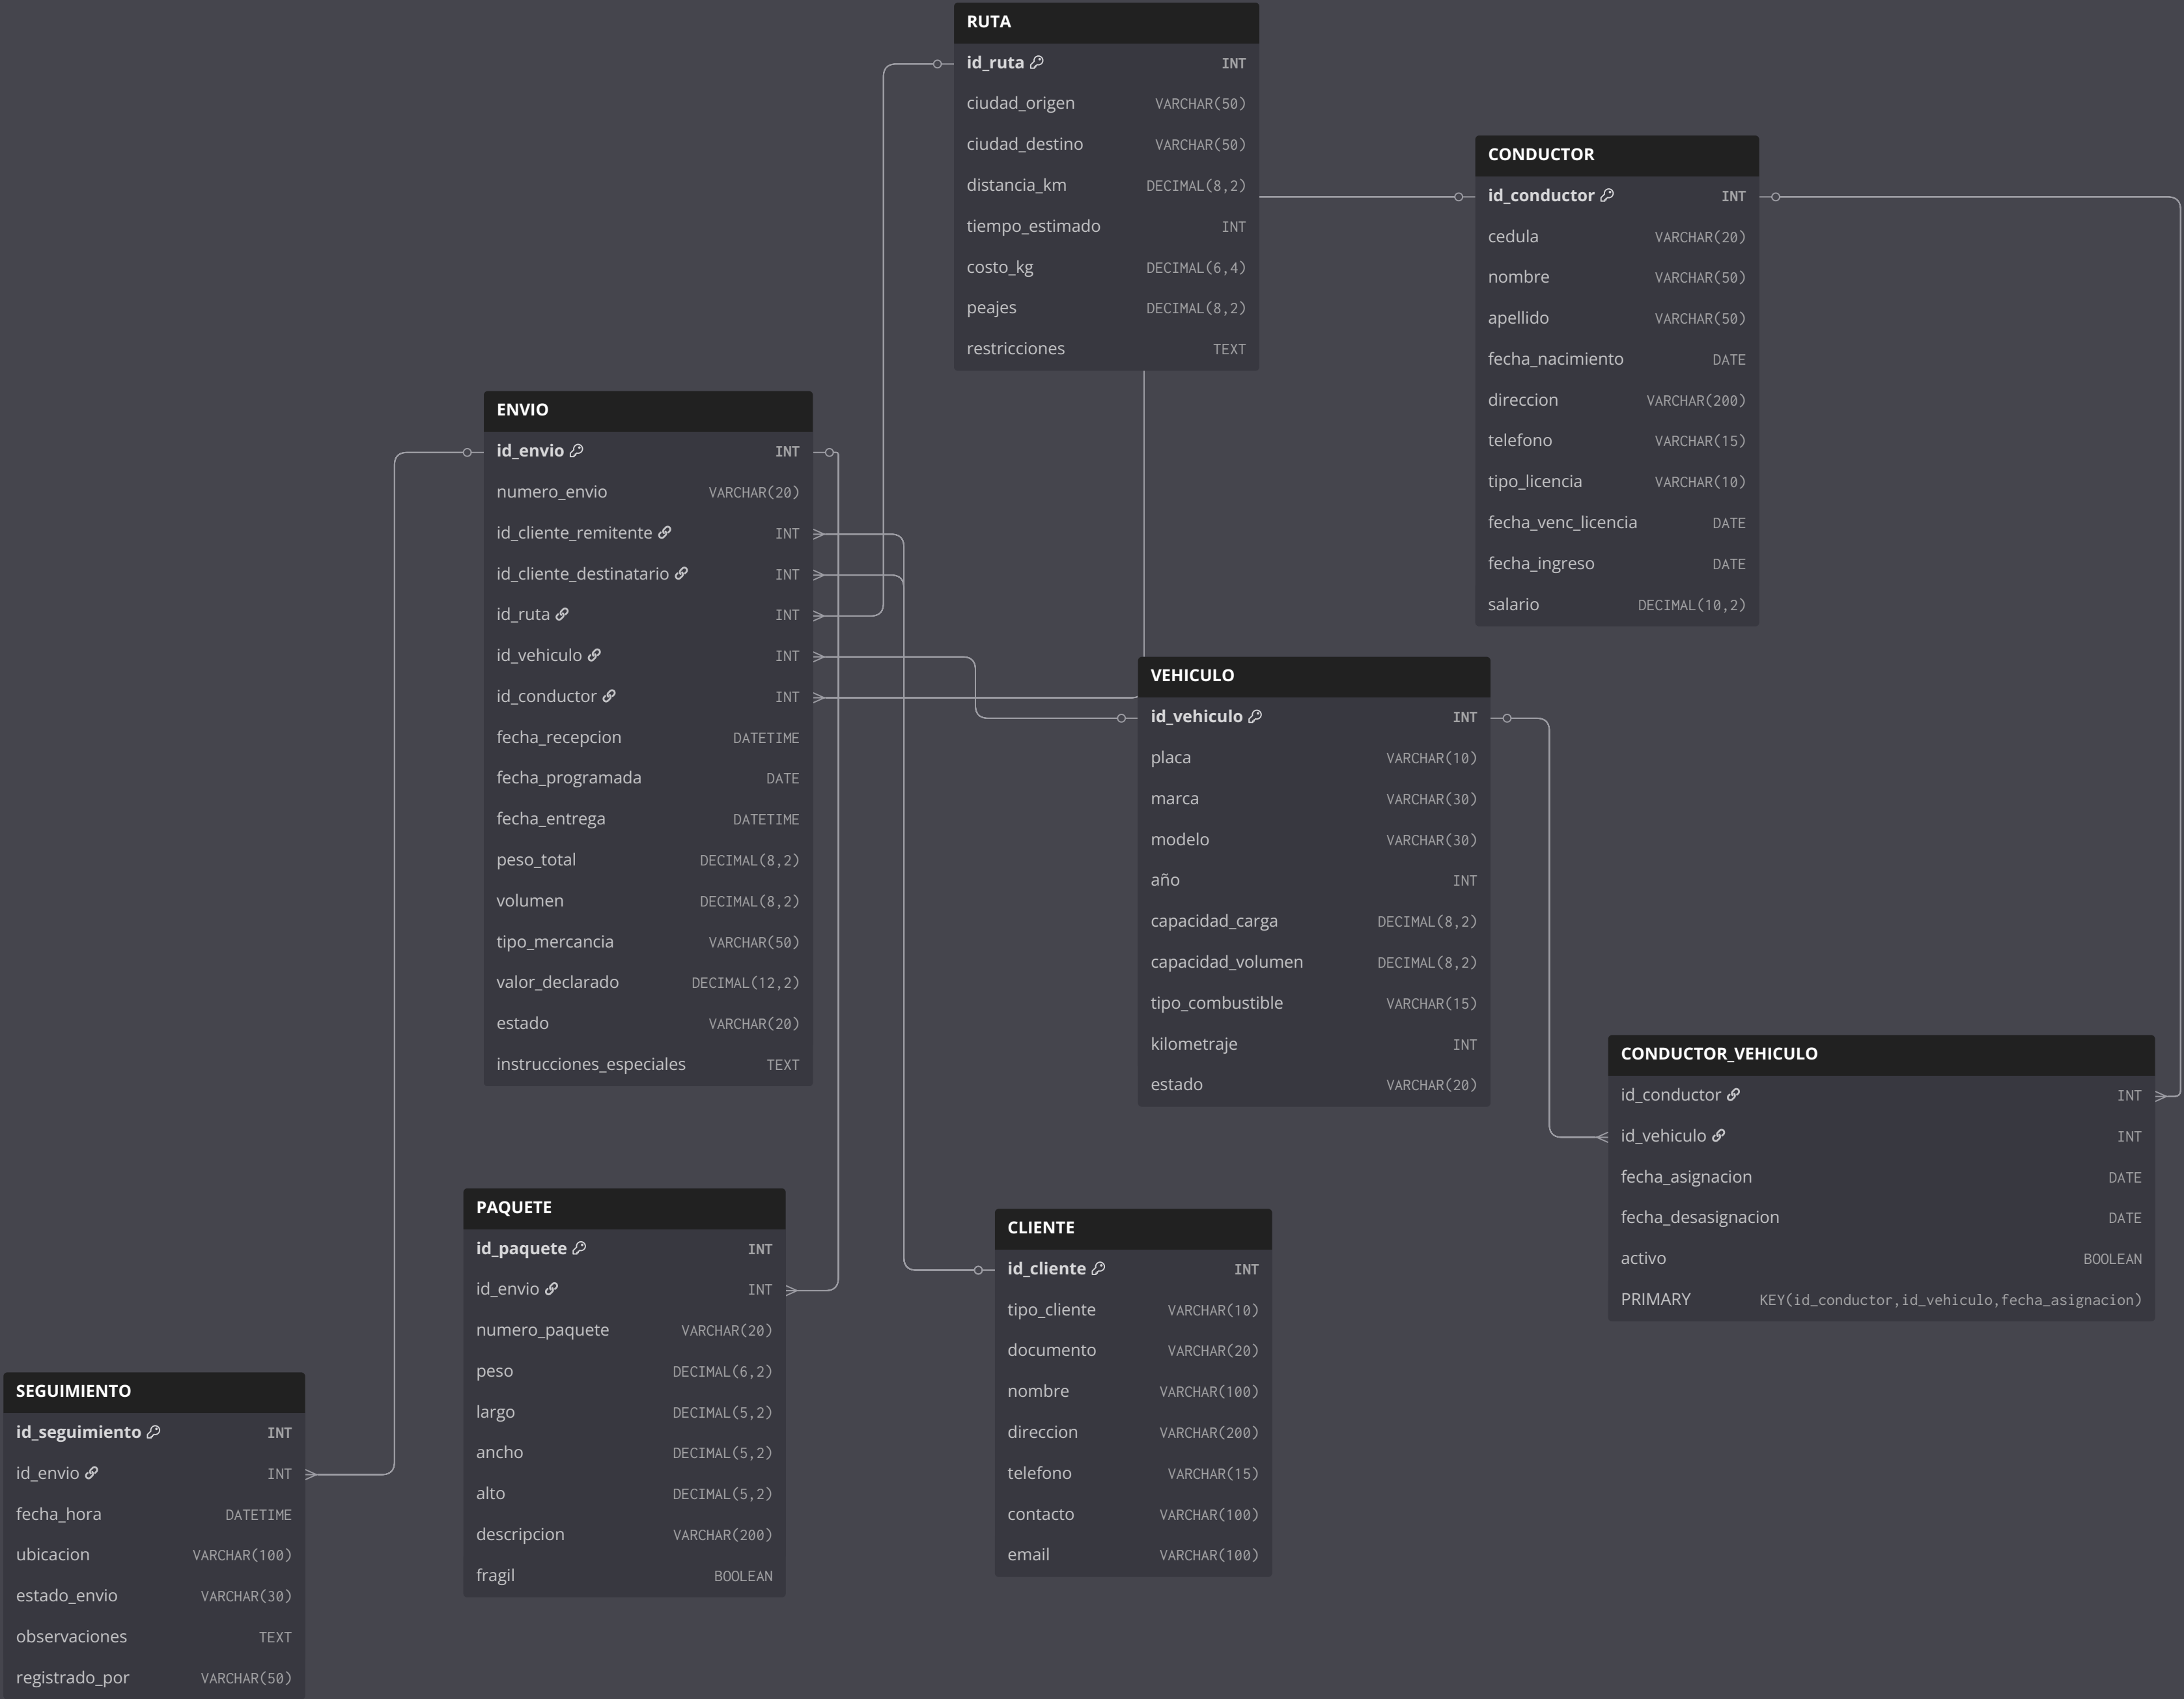 RUTA
id_ruta INT
ciudad_origen VARCHAR(50)
ciudad_destino VARCHAR(50)
distancia_km DECIMAL(8,2)
tiempo_estimado INT
costo_kg DECIMAL(6,4)
peajes DECIMAL(8,2)
restricciones TEXT
CONDUCTOR
id_conductor INT
cedula VARCHAR(20)
nombre VARCHAR(50)
apellido VARCHAR(50)
fecha_nacimiento DATE
direccion VARCHAR(200)
telefono VARCHAR(15)
tipo_licencia VARCHAR(10)
fecha_venc_licencia DATE
fecha_ingreso DATE
salario DECIMAL(10,2)
ENVIO
id_envio INT
numero_envio VARCHAR(20)
id_cliente_remitente INT
id_cliente_destinatario INT
id_ruta INT
id_vehiculo INT
id_conductor INT
fecha_recepcion DATETIME
fecha_programada DATE
fecha_entrega DATETIME
peso_total DECIMAL(8,2)
volumen DECIMAL(8,2)
tipo_mercancia VARCHAR(50)
valor_declarado DECIMAL(12,2)
estado VARCHAR(20)
instrucciones_especiales TEXT
VEHICULO
id_vehiculo INT
placa VARCHAR(10)
marca VARCHAR(30)
modelo VARCHAR(30)
año INT
capacidad_carga DECIMAL(8,2)
capacidad_volumen DECIMAL(8,2)
tipo_combustible VARCHAR(15)
kilometraje INT
estado VARCHAR(20)
CONDUCTOR_VEHICULO
id_conductor INT
id_vehiculo INT
fecha_asignacion DATE
fecha_desasignacion DATE
activo BOOLEAN
PRIMARY KEY(id_conductor,id_vehiculo,fecha_asignacion)
PAQUETE
id_paquete INT
id_envio INT
numero_paquete VARCHAR(20)
peso DECIMAL(6,2)
largo DECIMAL(5,2)
ancho DECIMAL(5,2)
alto DECIMAL(5,2)
descripcion VARCHAR(200)
fragil BOOLEAN
CLIENTE
id_cliente INT
tipo_cliente VARCHAR(10)
documento VARCHAR(20)
nombre VARCHAR(100)
direccion VARCHAR(200)
telefono VARCHAR(15)
contacto VARCHAR(100)
email VARCHAR(100)
SEGUIMIENTO
id_seguimiento INT
id_envio INT
fecha_hora DATETIME
ubicacion VARCHAR(100)
estado_envio VARCHAR(30)
observaciones TEXT
registrado_por VARCHAR(50)